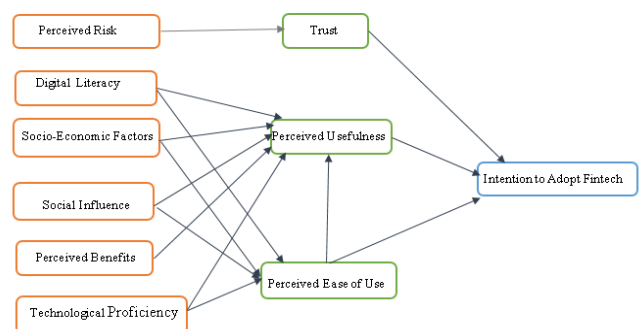 Perceived Risk
Trust
Digital Literacy
Socio-Economic Factors
Perceived Usefulness
Intention to Adopt Fintech
Social Influence
Perceived Benefits
Perceived Ease of Use
Technological Proficiency